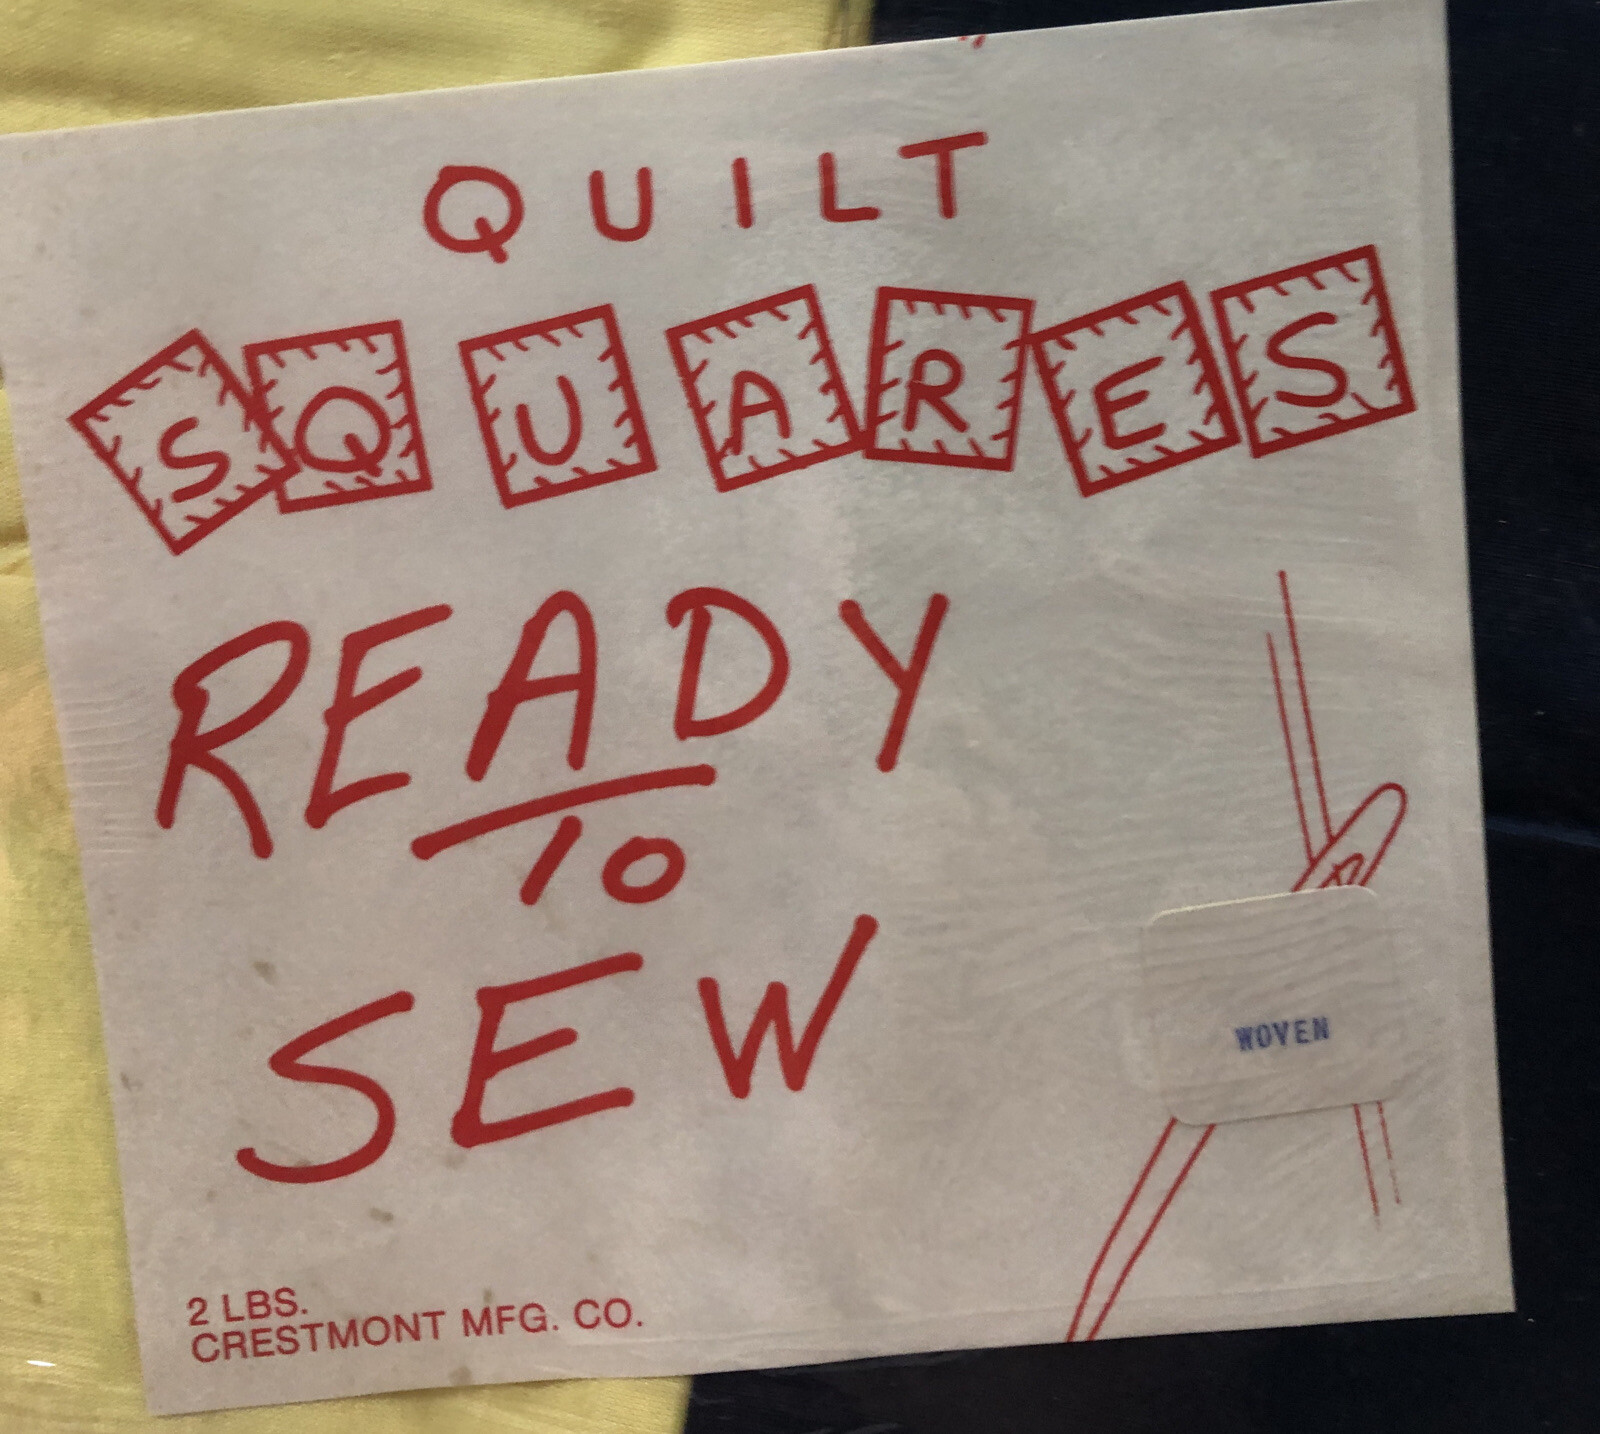 QUILT
SQUARES
READY
TO
SEW
WOVEN
2 LBS.
CRESTMONT MFG. CO.